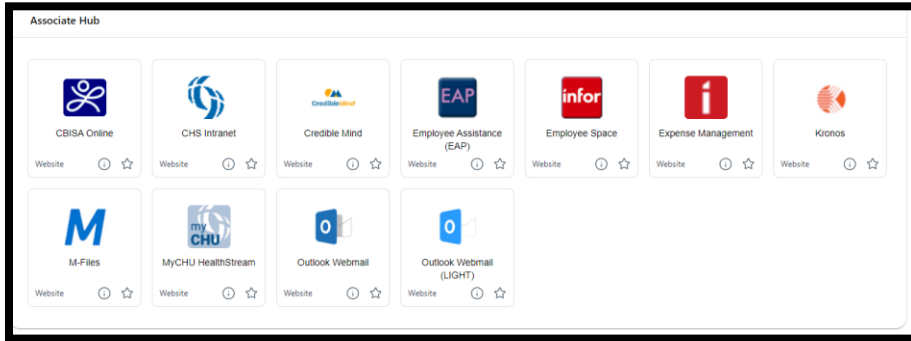 Associate Hub
CBISA Online
Website
CHS Intranet
Website
CredibleMind
Credible Mind
Website
EAP
Employee Assistance
(EAP)
Website
infor
Employee Space
Website
i
Expense Management
Website
Kronos
Website
M
M-Files
Website
my
CHU
MyCHU HealthStream
Website
O
Outlook Webmail
Website
O
Outlook Webmail
(LIGHT)
Website